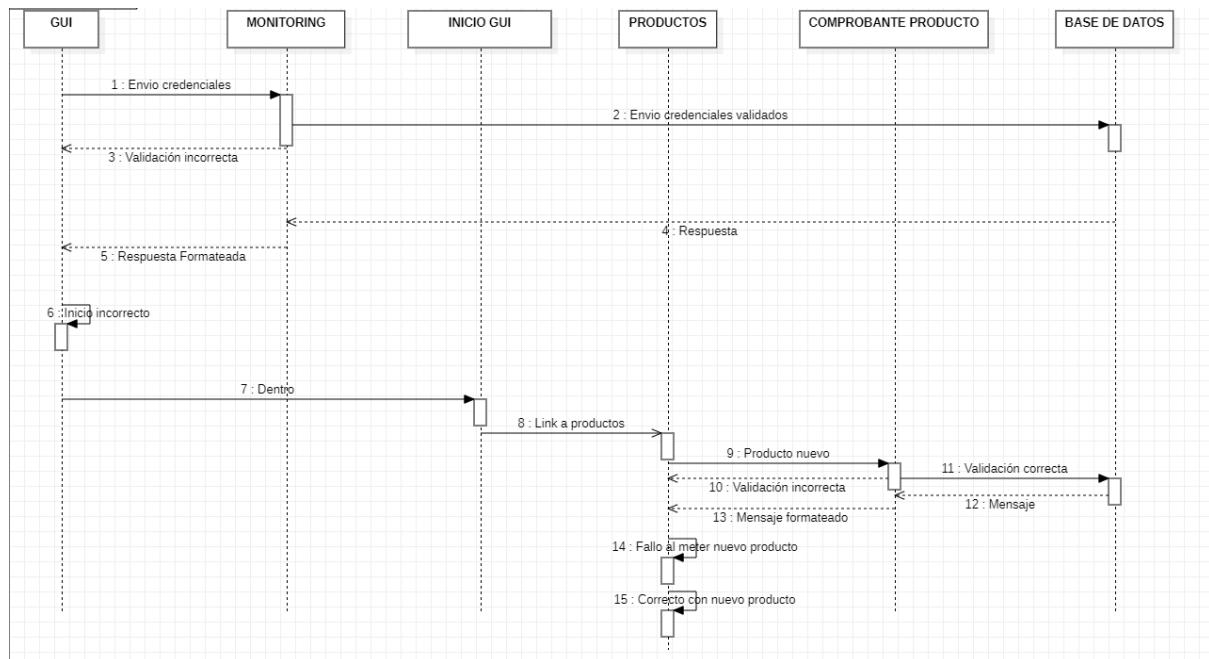 GUI
MONITORING
INICIO GUI
PRODUCTOS
COMPROBANTE PRODUCTO
BASE DE DATOS
1 : Envio credenciales
2 : Envio credenciales validados
3 : Validación incorrecta
4 : Respuesta
5 : Respuesta Formateada
6 : Inicio incorrecto
7 : Dentro
8 : Link a productos
9 : Producto nuevo
10 : Validación incorrecta
11 : Validación correcta
12 : Mensaje
13 : Mensaje formateado
14 : Fallo al meter nuevo producto
15 : Correcto con nuevo producto